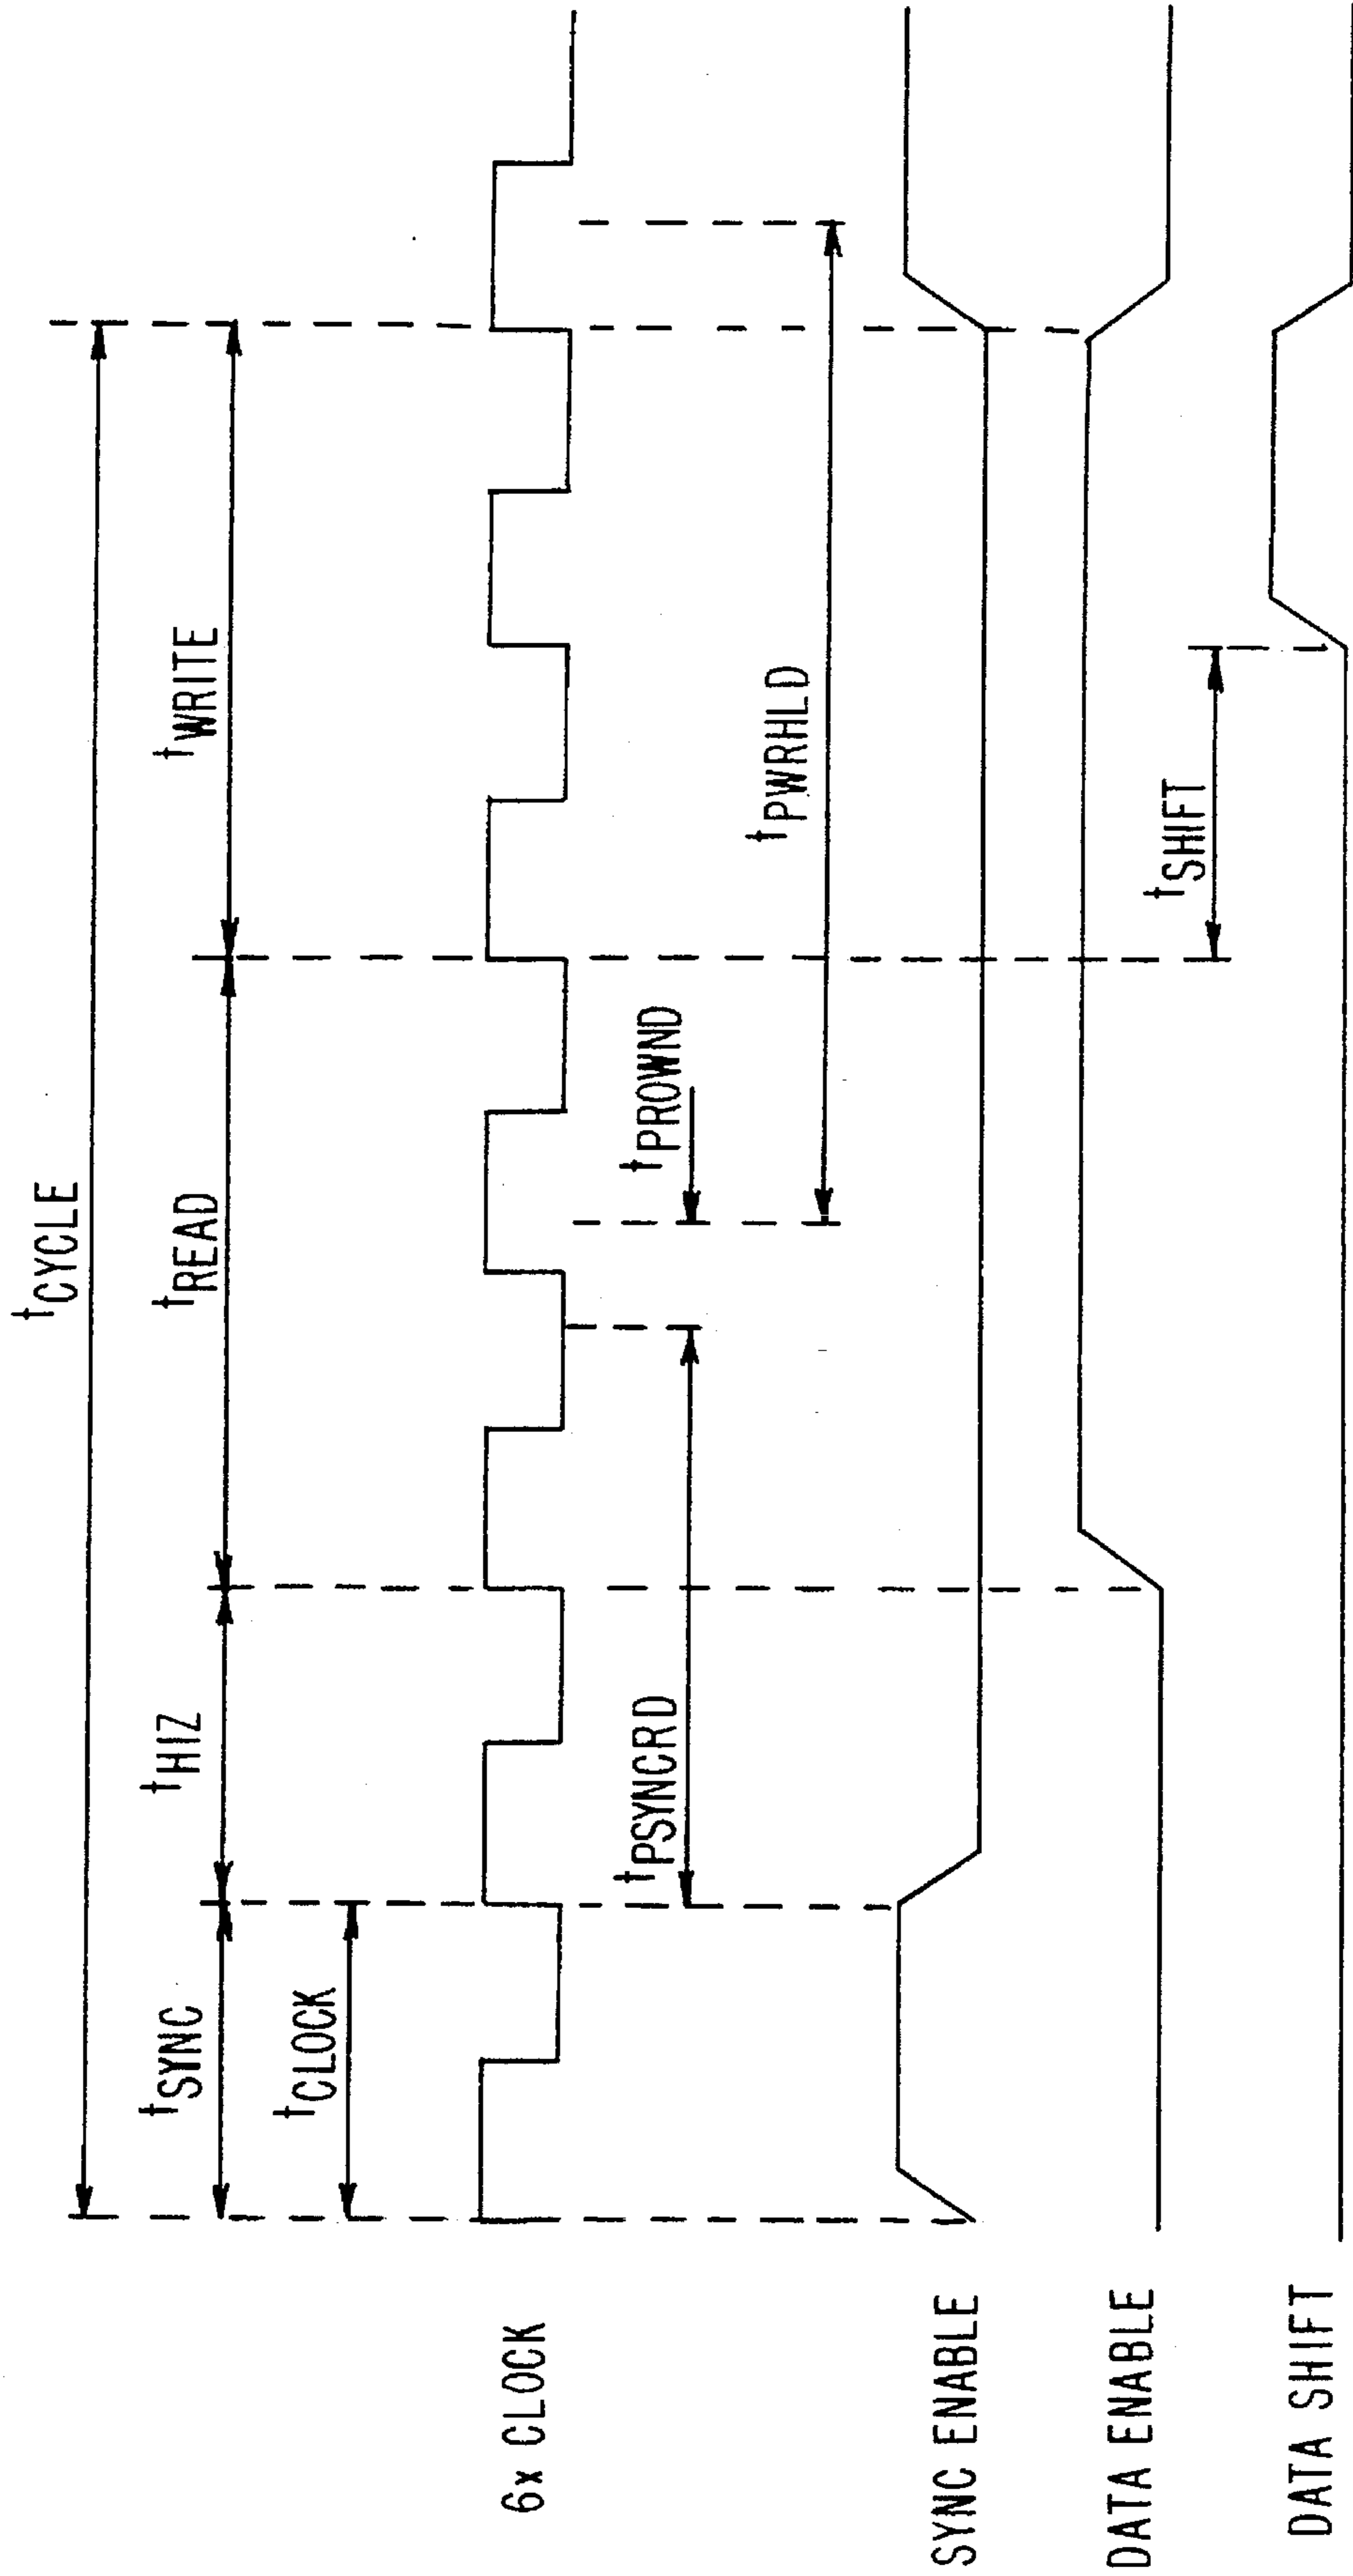 tCYCLE
tSYNC
tHIZ
tREAD
tWRITE
tCLOCK
6x CLOCK
tPSYNCRD
tPROWND
tPWRHLD
SYNC ENABLE
DATA ENABLE
tSHIFT
DATA SHIFT